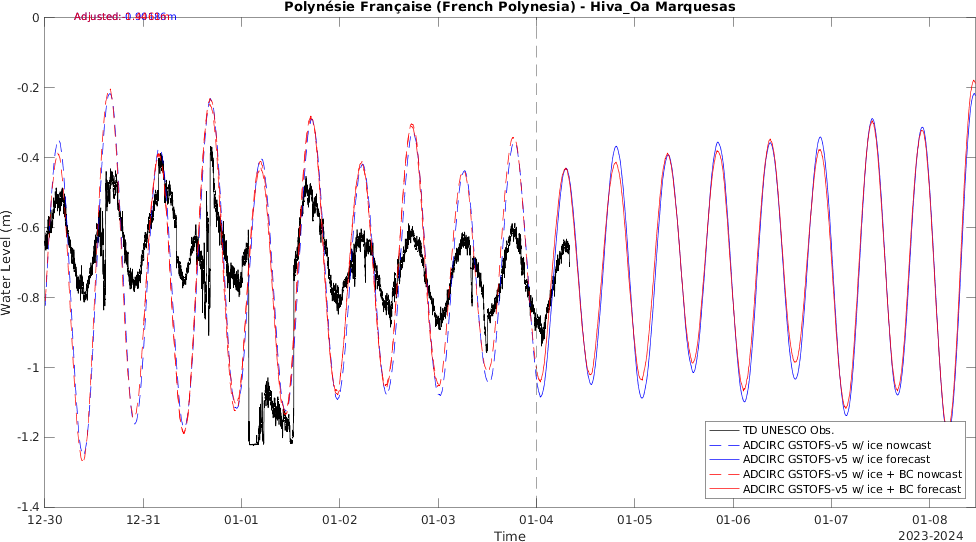 Polynésie Française (French Polynesia) - Hiva_Oa Marquesas
Adjusted:
0
-0.2
-0.4
-0.6
-0.8
-1
-1.2
-1.4
Water Level (m)
TD UNESCO Obs.
ADCIRC GSTOFS-v5 w/ ice nowcast
ADCIRC GSTOFS-v5 w/ ice forecast
ADCIRC GSTOFS-v5 w/ ice + BC nowcast
ADCIRC GSTOFS-v5 w/ ice + BC forecast
12-30 12-31 01-01 01-02 01-03 01-04 01-05 01-06 01-07 01-08
Time
2023-2024